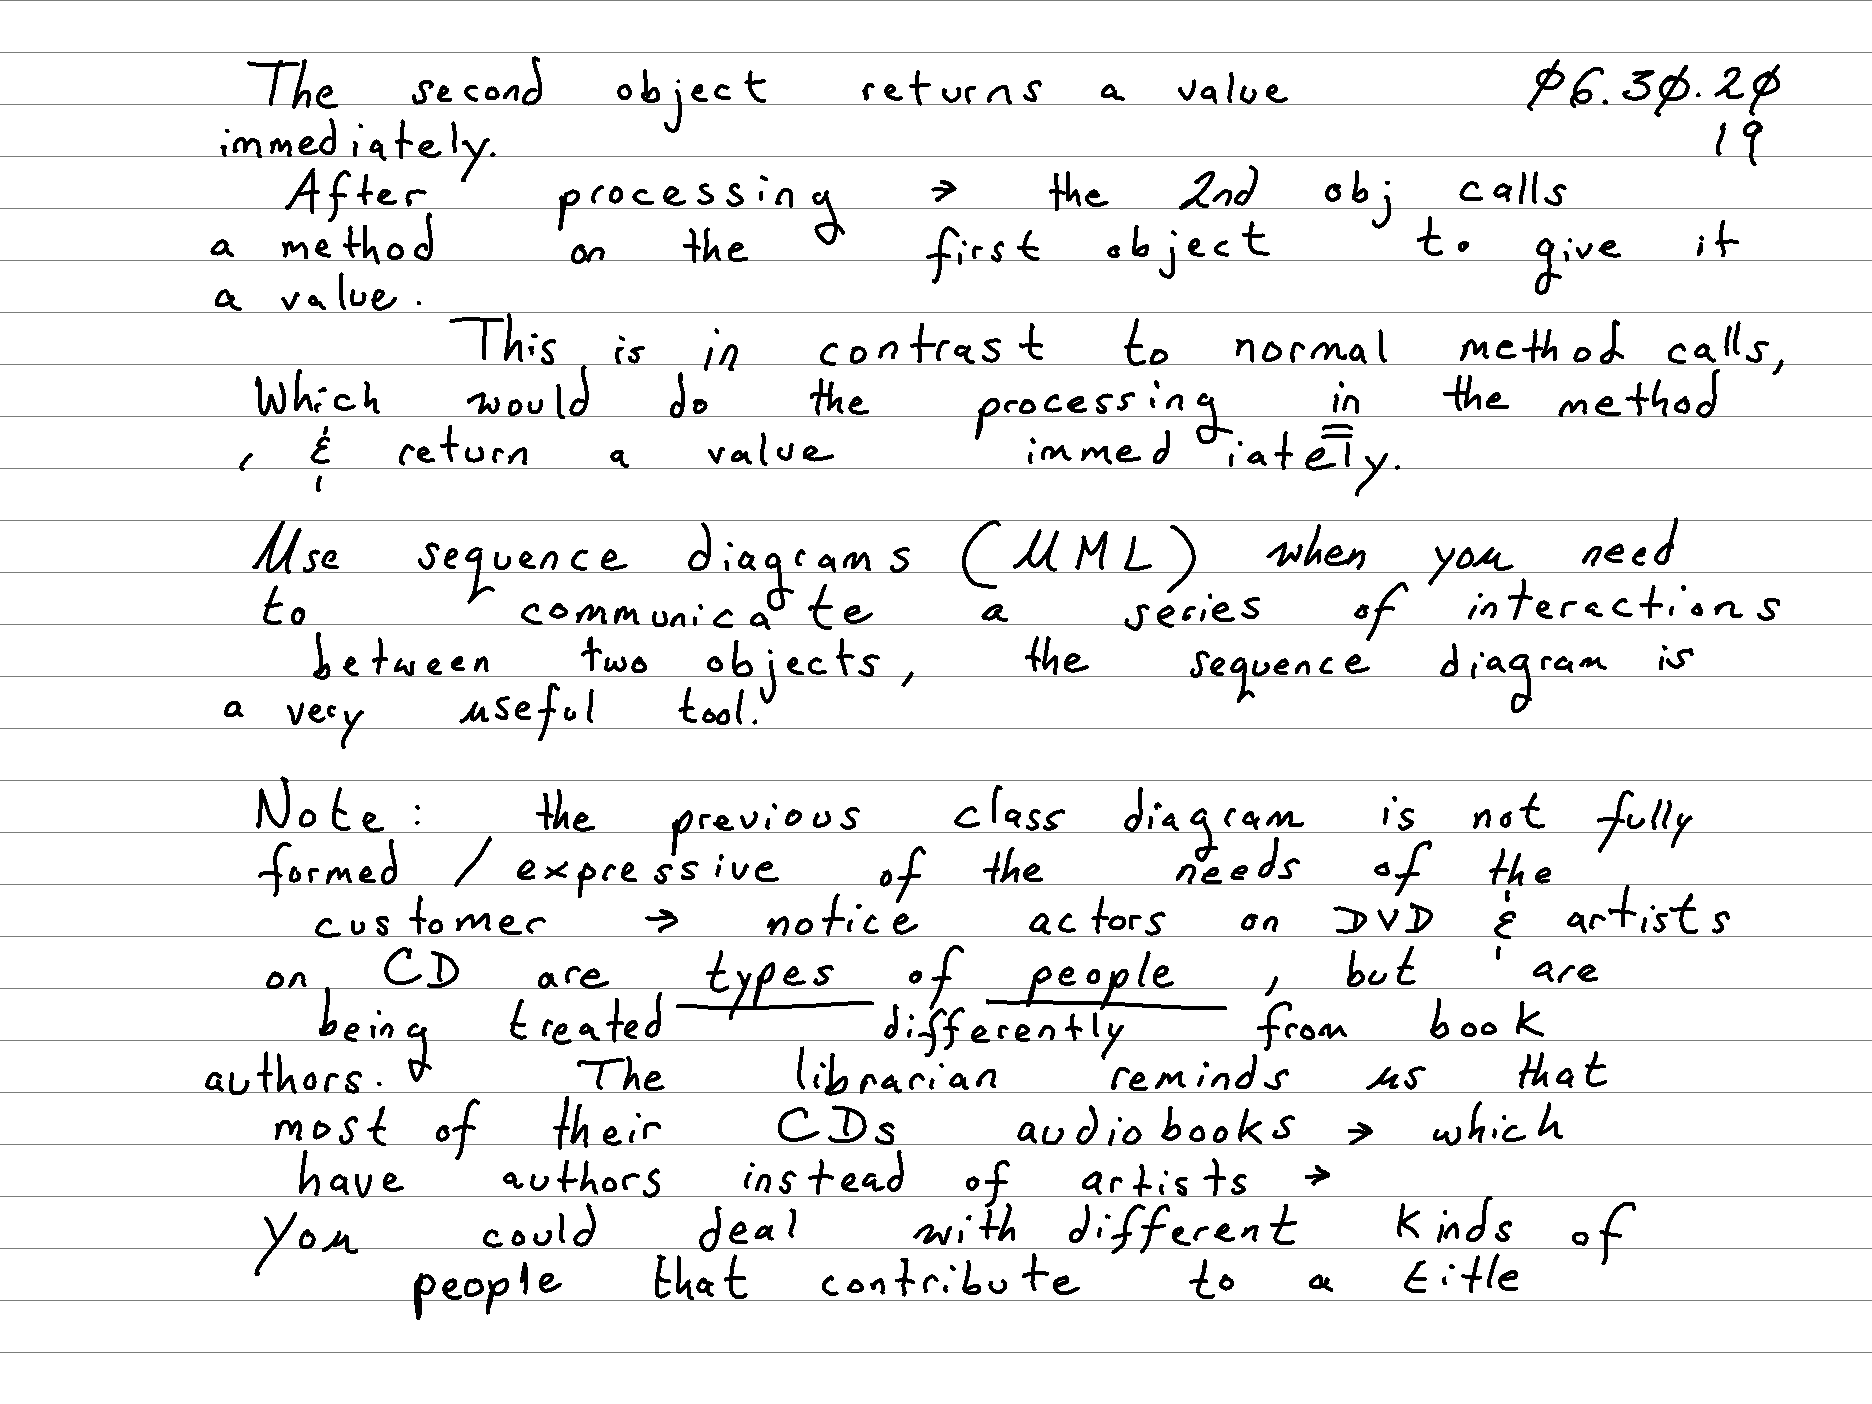 The second object returns a value 06.30.20
immediately. 19
After processing → the 2nd obj calls
a method on the first object to give it
a value.
This is in contrast to normal method calls,
Which would do the processing in the method
, & return a value immediately.
Use sequence diagrams (UML) when you need
to communicate a series of interactions
between two objects, the sequence diagram is
a very useful tool.
Note: the previous class diagram is not fully
formed / expressive of the needs of the
customer → notice actors on DVD & artists
on CD are types of people, but are
being treated differently from book
authors. The librarian reminds us that
most of their CDs audiobooks → which
have authors instead of artists →
You could deal with different kinds of
people that contribute to a title